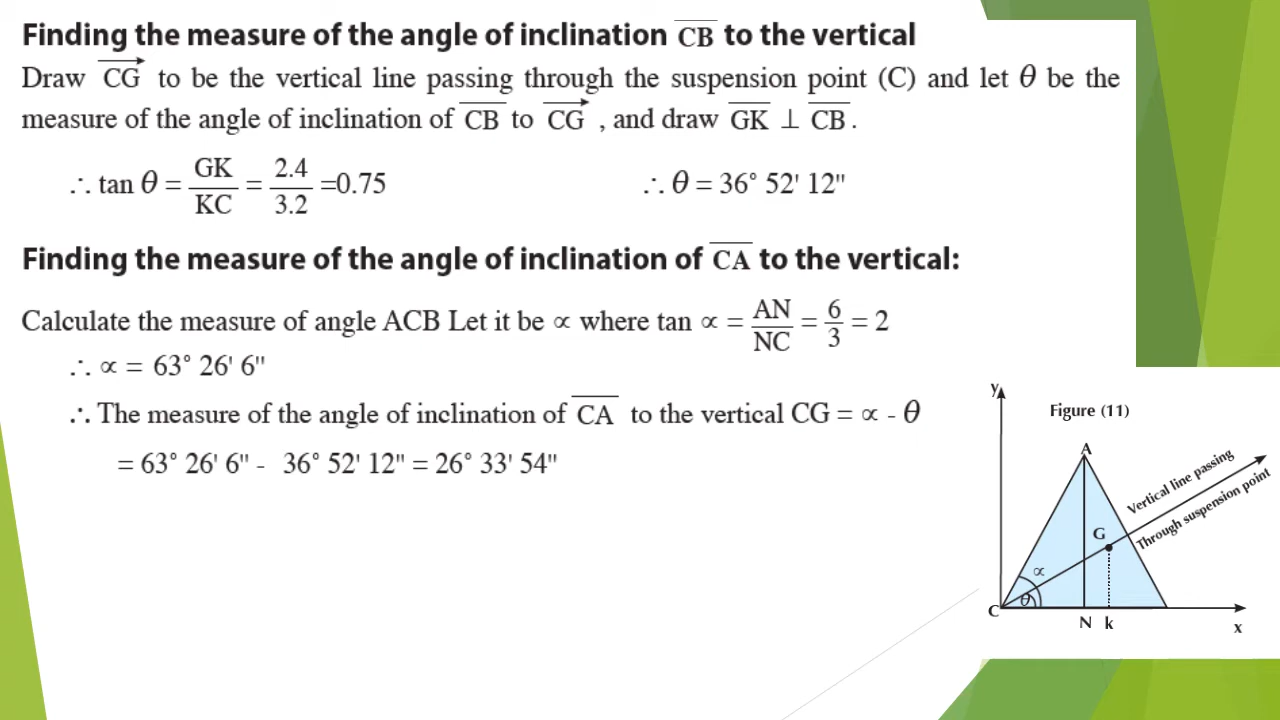 Finding the measure of the angle of inclination CB to the vertical
Draw CG to be the vertical line passing through the suspension point (C) and let θ be the
measure of the angle of inclination of CB to CG , and draw GK ⊥ CB.
∴ tan θ = GK/KC = 2.4/3.2 =0.75
∴ θ = 36° 52' 12"
Finding the measure of the angle of inclination of CA to the vertical:
Calculate the measure of angle ACB Let it be ∝ where tan ∝ = AN/NC = 6/3 = 2
∴ ∝ = 63° 26' 6"
∴ The measure of the angle of inclination of CA to the vertical CG = ∝ - θ
= 63° 26' 6" - 36° 52' 12" = 26° 33' 54"
y
Figure (11)
A
Vertical line passing
Through suspension point
G
∝
θ
C
N k
x